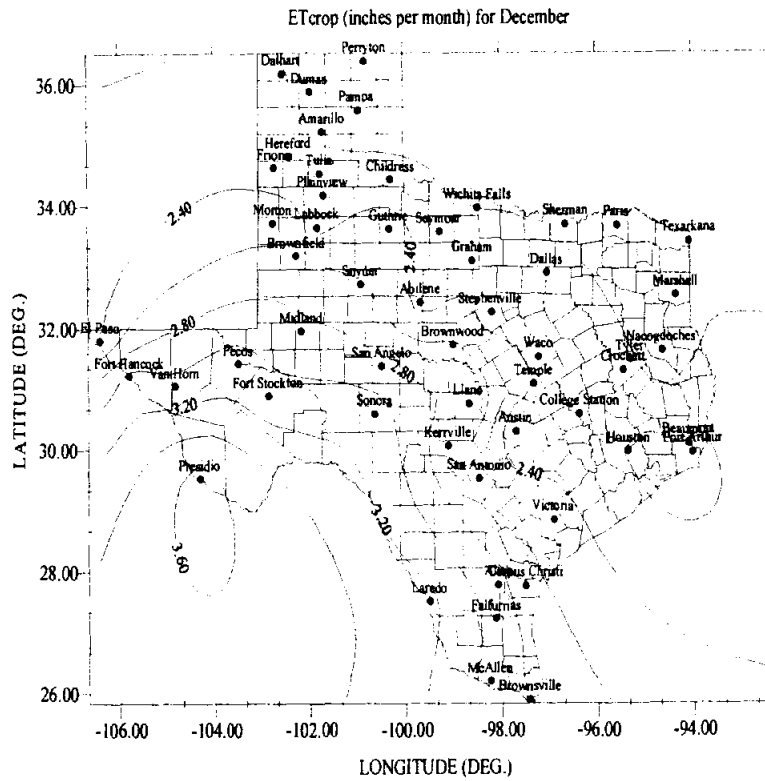 ETcrop (inches per month) for December
Perryton
Dalhart
Dumas
36.00
Pampa
Amarillo
Hereford
Friona
Tulia
Childress
Plainview
Wichita Falls
2.40
34.00
Morton
Lubbock
Guthrie
Seymour
Sherman
Paris
Texarkana
Brownfield
2.40
Graham
Dallas
Snyder
Marshall
Abilene
Stephenville
2.80
Midland
32.00
El Paso
Brownwood
Waco
Nacogdoches
Tyler
Pecos
San Angelo
Crockett
Fort Hancock
Van Horn
2.80
Temple
Fort Stockton
Llano
3.20
Sonora
College Station
Austin
30.00
Kerrville
Houston
Beaumont
Port Arthur
Presidio
San Antonio
2.40
Victoria
3.20
3.60
28.00
Corpus Christi
Laredo
Falfurrias
McAllen
26.00
Brownsville
-106.00 -104.00 -102.00 -100.00 -98.00 -96.00 -94.00
LONGITUDE (DEG.)
LATITUDE (DEG.)